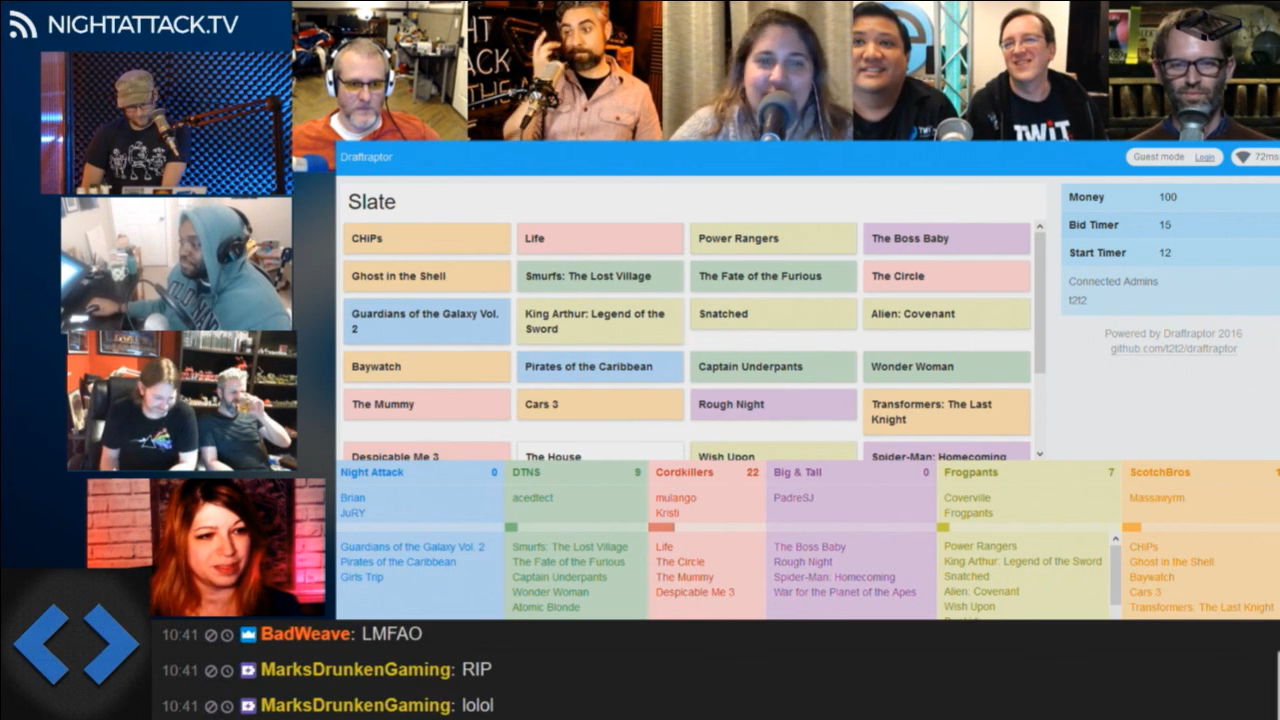 NIGHTATTACK.TV
HT
ACK
THE
TWiT
TWiT
Draftraptor
Guest mode Login
72ms
Slate
CHiPs
Life
Power Rangers
The Boss Baby
Ghost in the Shell
Smurfs: The Lost Village
The Fate of the Furious
The Circle
Guardians of the Galaxy Vol.
2
King Arthur: Legend of the
Sword
Snatched
Alien: Covenant
Baywatch
Pirates of the Caribbean
Captain Underpants
Wonder Woman
The Mummy
Cars 3
Rough Night
Transformers: The Last
Knight
Despicable Me 3
The House
Wish Upon
Spider-Man: Homecoming
Money 100
Bid Timer 15
Start Timer 12
Connected Admins
t2t2
Powered by Draftraptor 2016
github.com/t2t2/draftraptor
Night Attack 0
Brian
JuRY
Guardians of the Galaxy Vol. 2
Pirates of the Caribbean
Girls Trip
DTNS 9
acedtect
Smurfs: The Lost Village
The Fate of the Furious
Captain Underpants
Wonder Woman
Atomic Blonde
Cordkillers 22
mulango
Kristi
Life
The Circle
The Mummy
Despicable Me 3
Big & Tall 0
PadreSJ
The Boss Baby
Rough Night
Spider-Man: Homecoming
War for the Planet of the Apes
Frogpants 7
Coverville
Frogpants
Power Rangers
King Arthur: Legend of the Sword
Snatched
Alien: Covenant
Wish Upon
ScotchBros
Massawyrm
CHiPs
Ghost in the Shell
Baywatch
Cars 3
Transformers: The Last Knight
10:41 BadWeave: LMFAO
10:41 MarksDrunkenGaming: RIP
10:41 MarksDrunkenGaming: lolol